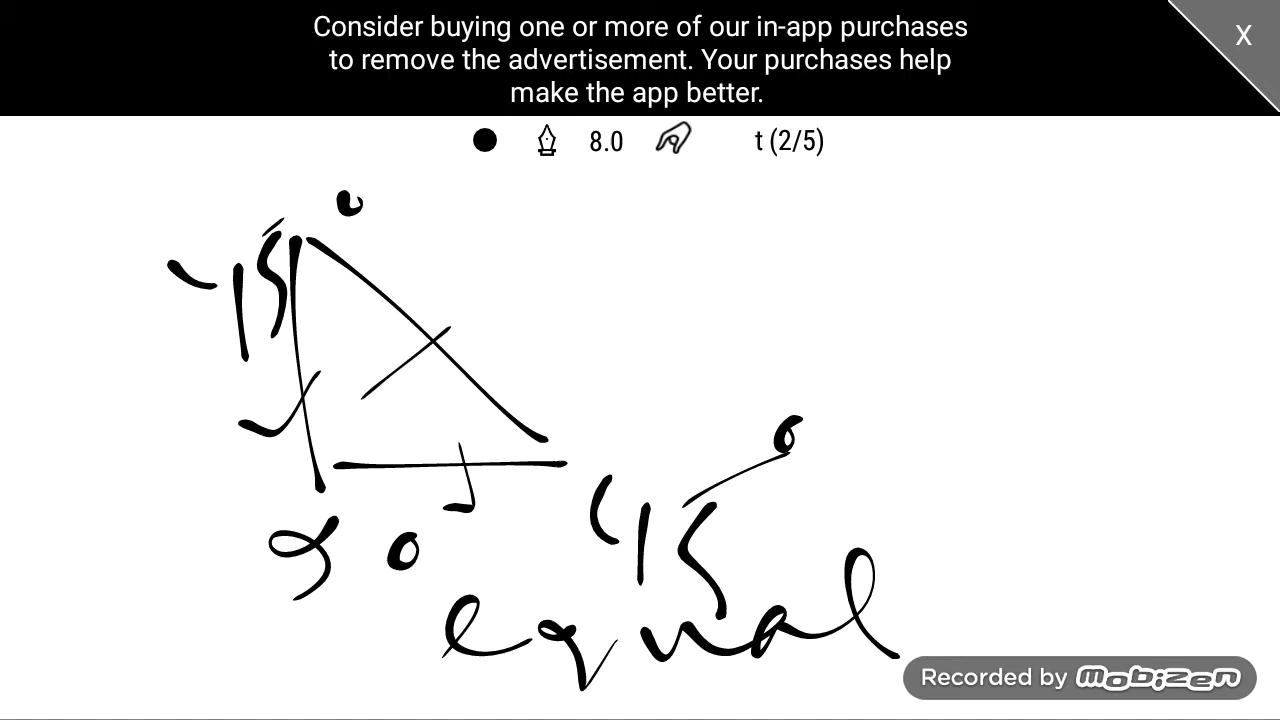 Consider buying one or more of our in-app purchases
to remove the advertisement. Your purchases help
make the app better.
X
8.0
t (2/5)
45°
90
45°
equal
Recorded by Mobizen